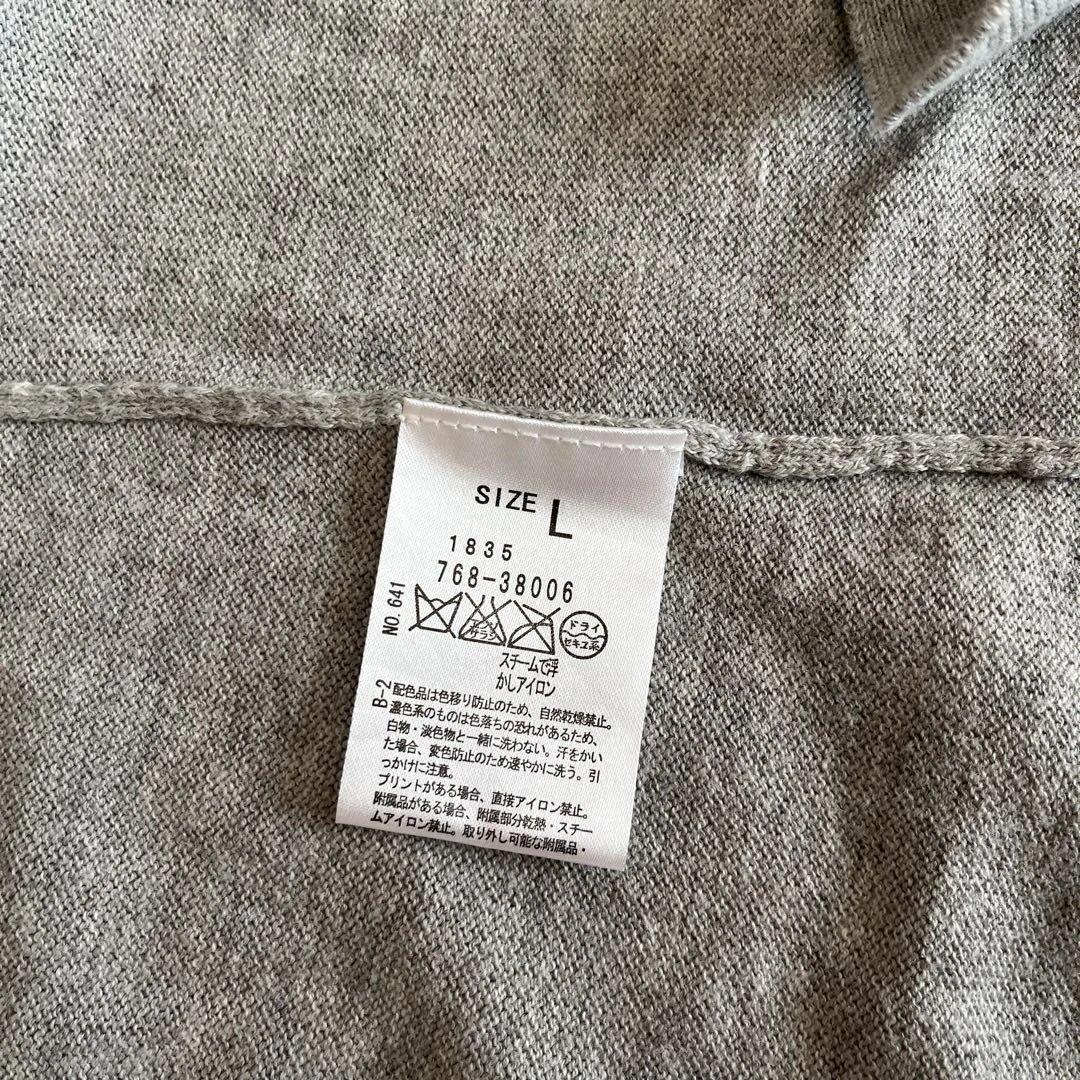 SIZE L
1835
768-38006
NO.641
エンソ
サラシ
ドライ
セキユ系
スチームで浮
かしアイロン
B-2
配色品は色移り防止のため、自然乾燥禁止。
濃色系のものは色落ちの恐れがあるため、
白物・淡色物と一緒に洗わない。汗をかい
た場合、変色防止のため速やかに洗う。引
っかけに注意。
プリントがある場合、直接アイロン禁止。
附属品がある場合、附属部分乾熱・スチー
ムアイロン禁止。取り外し可能な附属品・